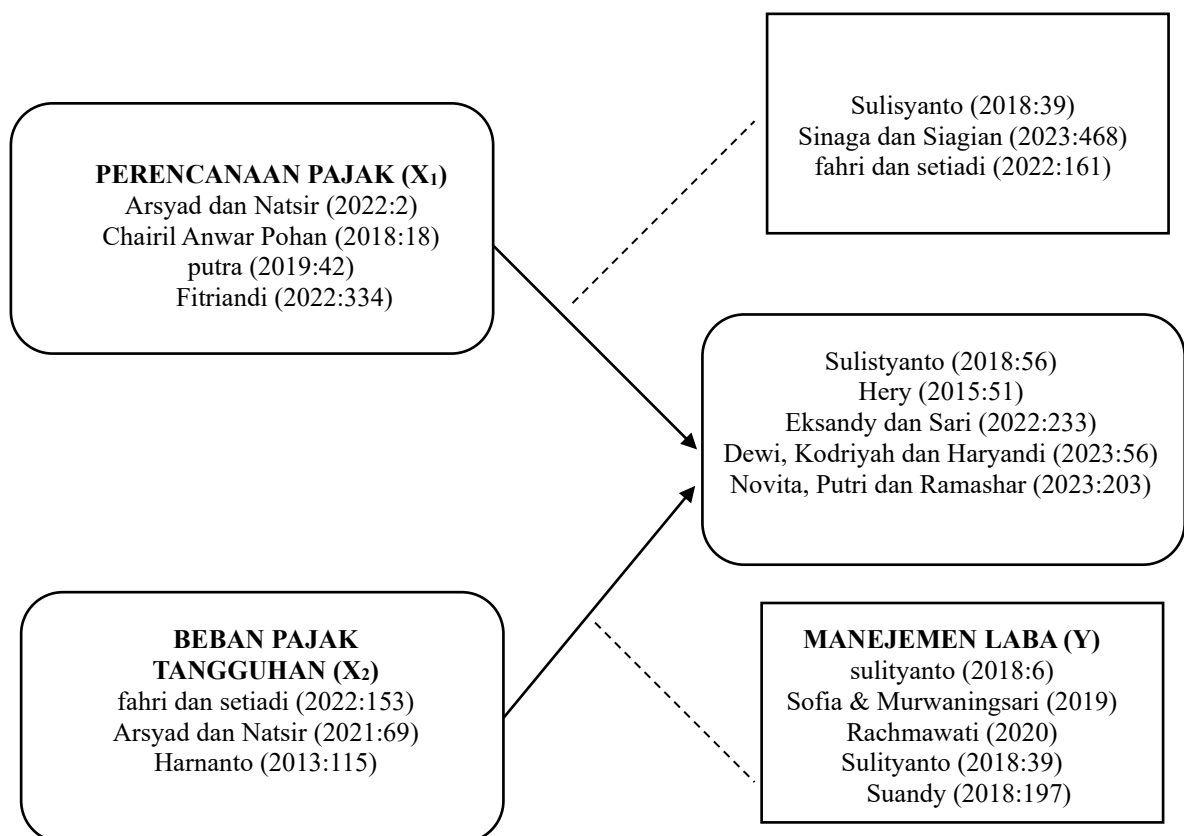 PERENCANAAN PAJAK (X₁)
Arsyad dan Natsir (2022:2)
Chairil Anwar Pohan (2018:18)
putra (2019:42)
Fitriandi (2022:334)
Sulisyanto (2018:39)
Sinaga dan Siagian (2023:468)
fahri dan setiadi (2022:161)
Sulistyanto (2018:56)
Hery (2015:51)
Eksandy dan Sari (2022:233)
Dewi, Kodriyah dan Haryandi (2023:56)
Novita, Putri dan Ramashar (2023:203)
BEBAN PAJAK
TANGGUHAN (X₂)
fahri dan setiadi (2022:153)
Arsyad dan Natsir (2021:69)
Harnanto (2013:115)
MANEJEMEN LABA (Y)
sulityanto (2018:6)
Sofia & Murwaningsari (2019)
Rachmawati (2020)
Sulityanto (2018:39)
Suandy (2018:197)